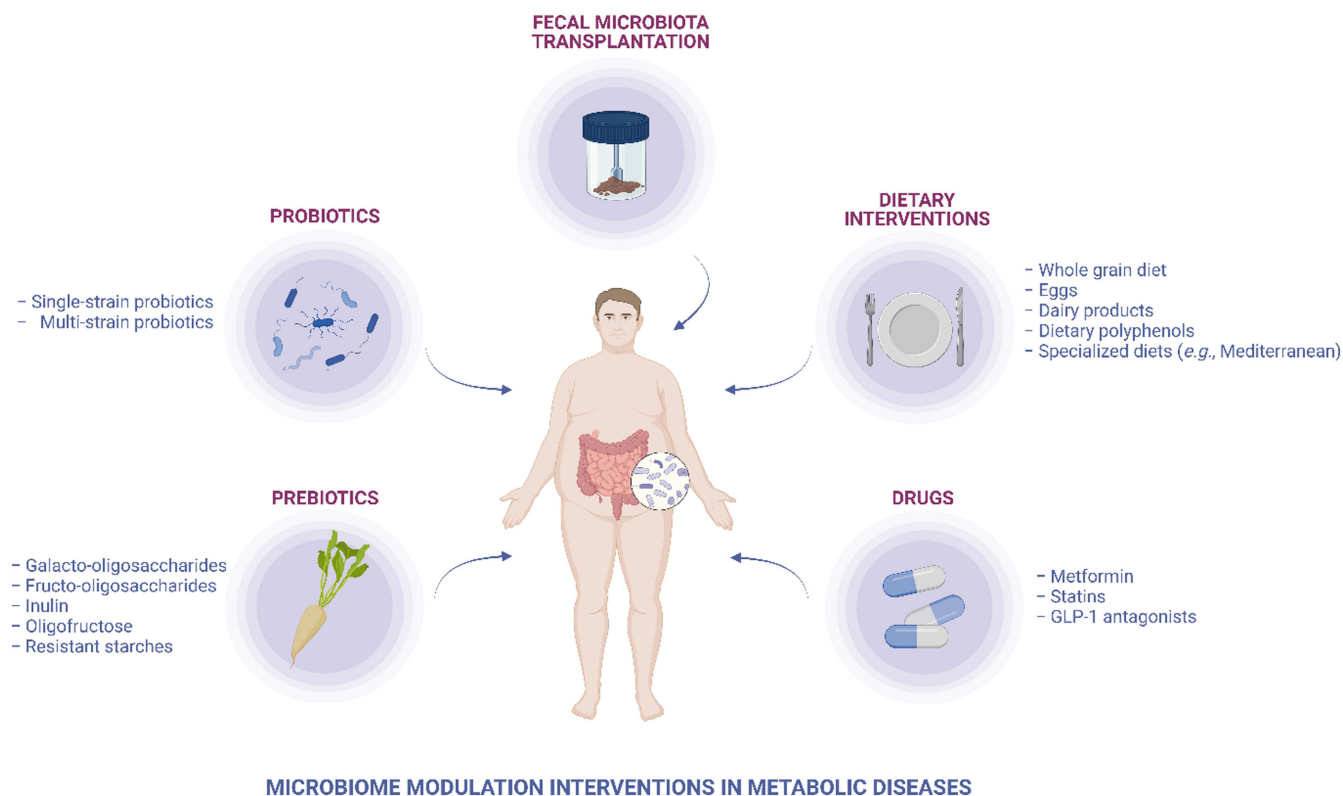 FECAL MICROBIOTA
TRANSPLANTATION
PROBIOTICS
– Single-strain probiotics
– Multi-strain probiotics
DIETARY
INTERVENTIONS
– Whole grain diet
– Eggs
– Dairy products
– Dietary polyphenols
– Specialized diets (e.g., Mediterranean)
PREBIOTICS
– Galacto-oligosaccharides
– Fructo-oligosaccharides
– Inulin
– Oligofructose
– Resistant starches
DRUGS
– Metformin
– Statins
– GLP-1 antagonists
MICROBIOME MODULATION INTERVENTIONS IN METABOLIC DISEASES